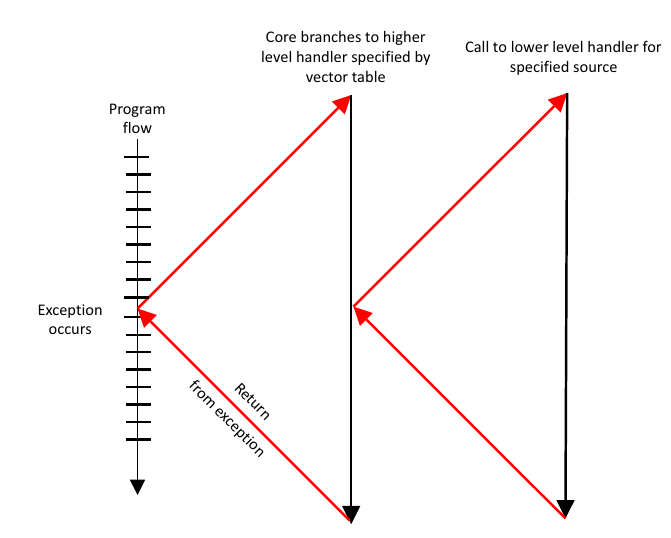 Core branches to higher
level handler specified by
vector table
Call to lower level handler for
specified source
Program
flow
Exception
occurs
Return
from exception